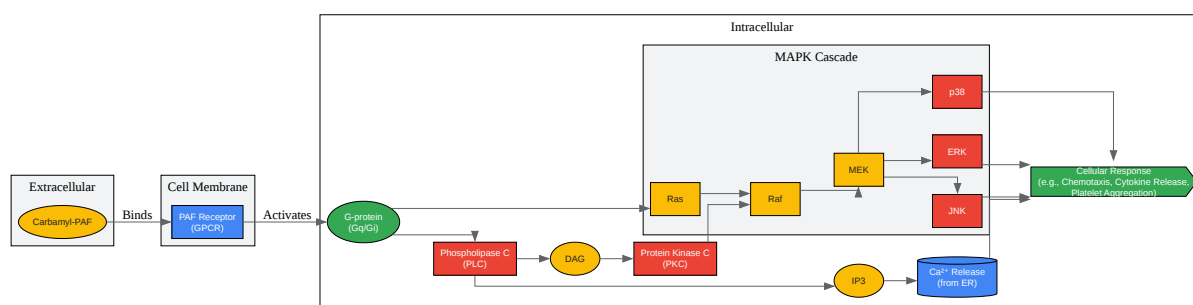 Intracellular
MAPK Cascade
p38
ERK
MEK
JNK
Ras
Raf
Cellular Response
(e.g., Chemotaxis, Cytokine Release,
Platelet Aggregation)
Extracellular
Carbamyl-PAF
Binds
Cell Membrane
PAF Receptor
(GPCR)
Activates
G-protein
(Gq/Gi)
Phospholipase C
(PLC)
DAG
Protein Kinase C
(PKC)
IP3
Ca²⁺ Release
(from ER)